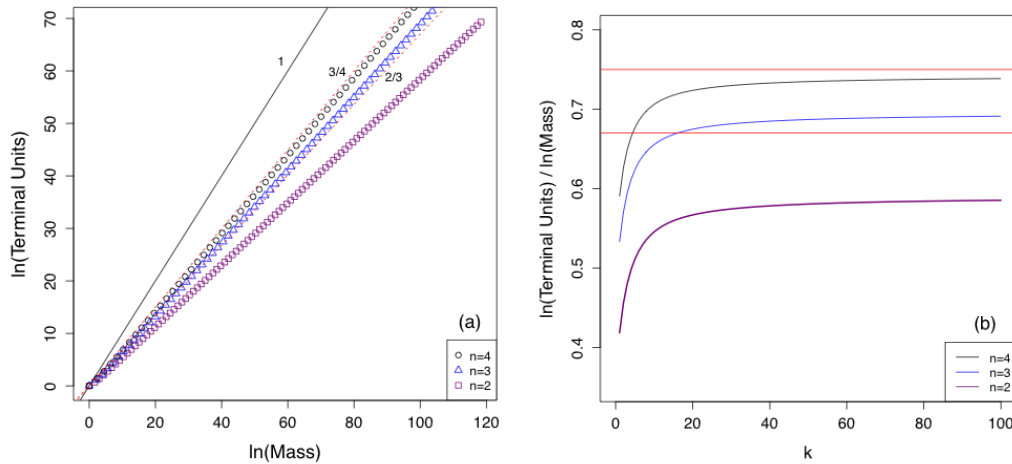 70
60
50
40
30
20
10
0
ln(Terminal Units)
1
3/4
2/3
(a)
n=4
n=3
n=2
0 20 40 60 80 100 120
ln(Mass)
0.8
0.7
0.6
0.5
0.4
ln(Terminal Units) / ln(Mass)
(b)
n=4
n=3
n=2
0 20 40 60 80 100
k